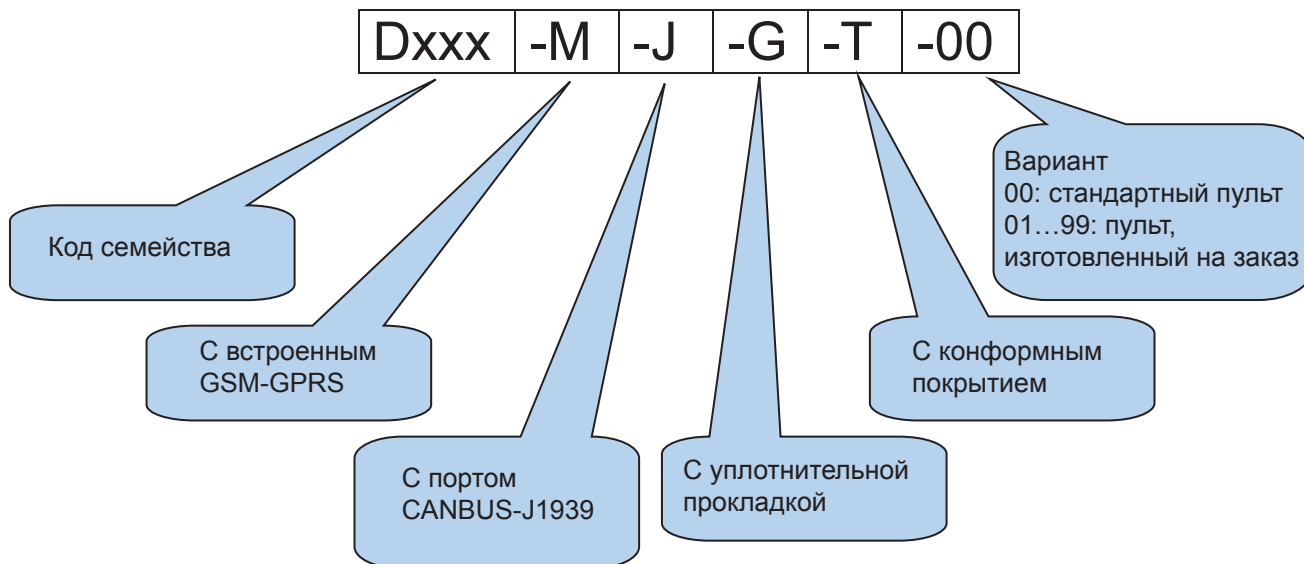 Dxxx -M -J -G -T -00
Вариант
00: стандартный пульт
01...99: пульт,
изготовленный на заказ
Код семейства
С встроенным
GSM-GPRS
С конформным
покрытием
С портом
CANBUS-J1939
С уплотнительной
прокладкой